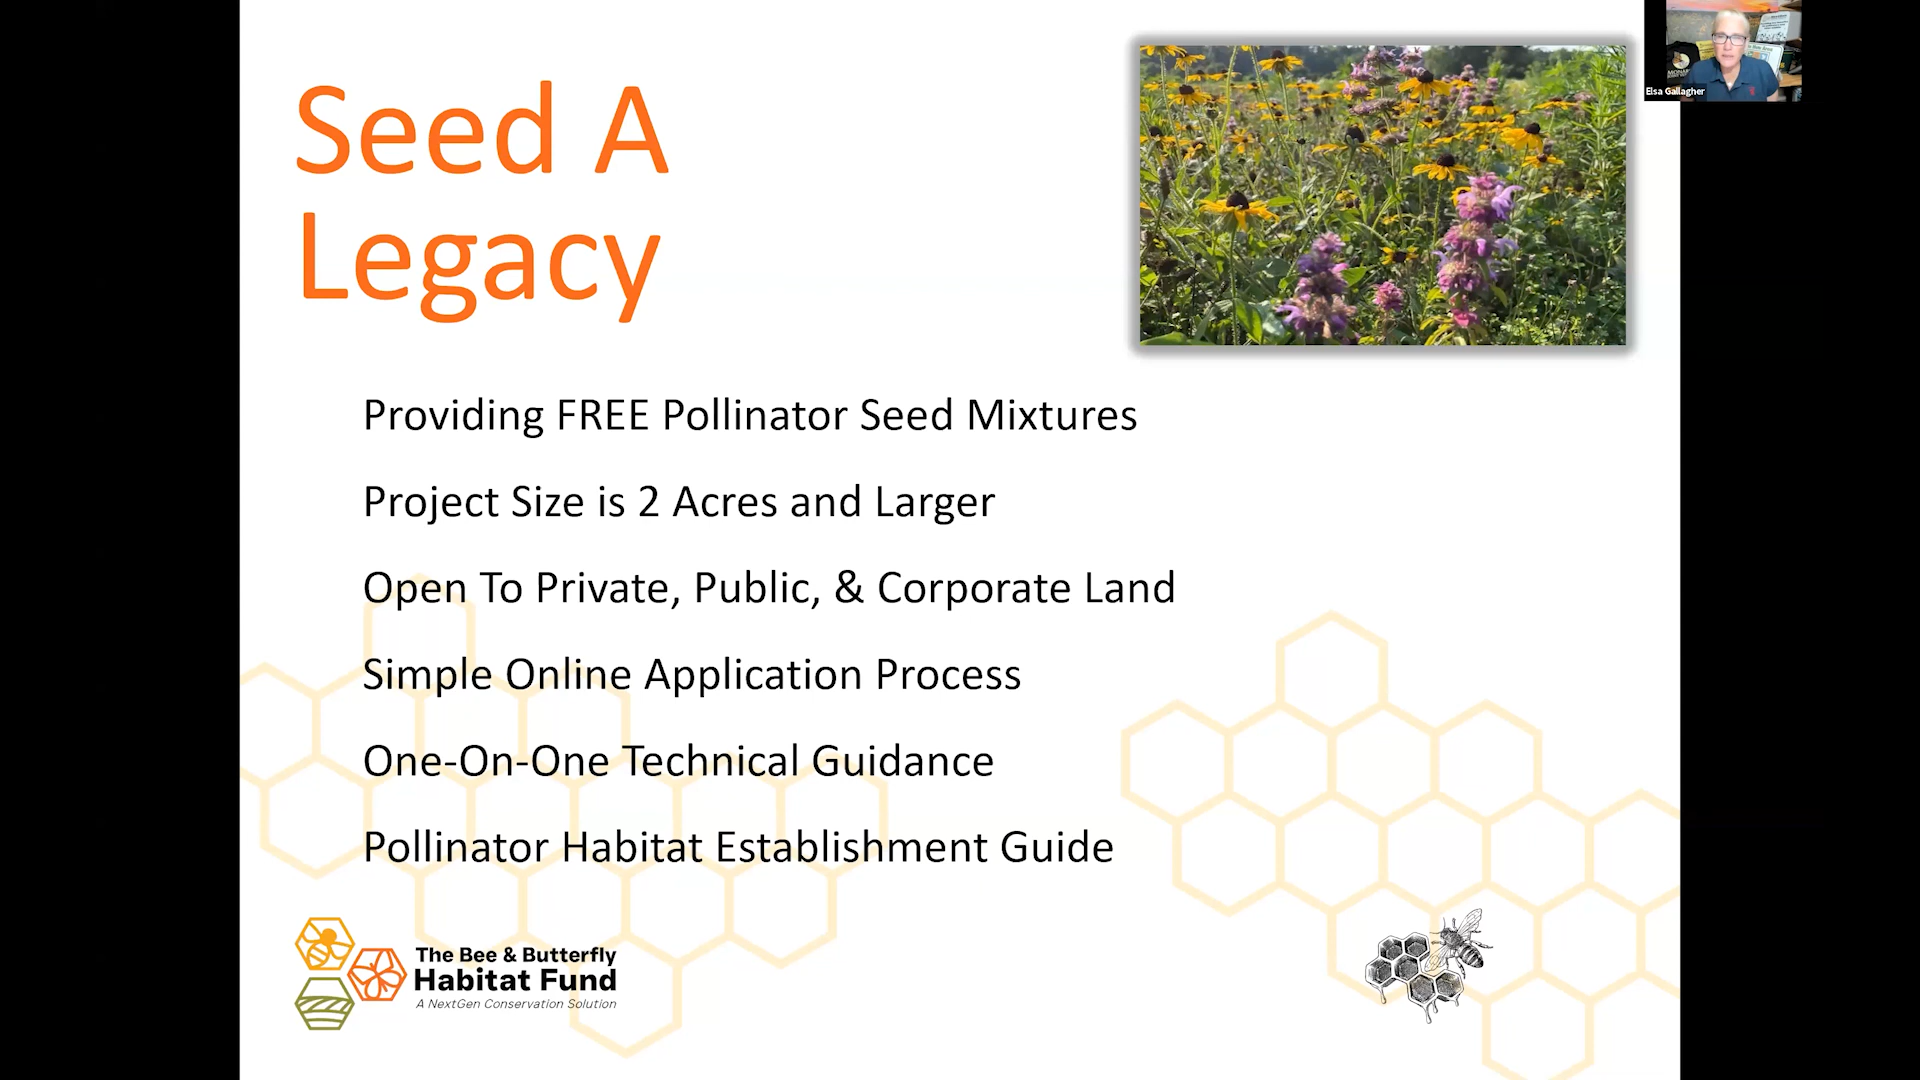 Seed A
Legacy
Elsa Gallagher
Providing FREE Pollinator Seed Mixtures
Project Size is 2 Acres and Larger
Open To Private, Public, & Corporate Land
Simple Online Application Process
One-On-One Technical Guidance
Pollinator Habitat Establishment Guide
The Bee & Butterfly
Habitat Fund
A NextGen Conservation Solution